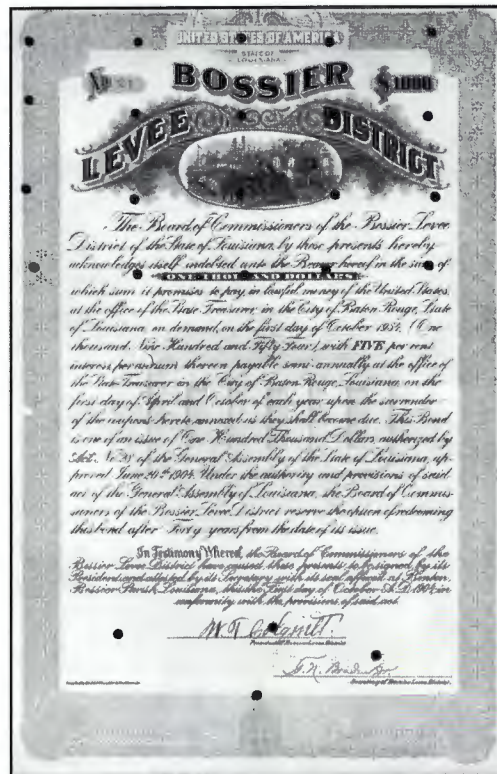 UNITED STATES OF AMERICA
STATE OF
LOUISIANA
BOSSIER
$1000
LEVEE DISTRICT
The Board of Commissioners of the Bossier Levee
District of the State of Louisiana, by these presents hereby
acknowledges itself indebted unto the Bearer hereof in the sum of
ONE THOUSAND DOLLARS
which sum it promises to pay, in lawful money of the United States,
at the office of the State Treasurer in the City of Baton Rouge, State
of Louisiana, on demand, on the first day of October 1954, (One
thousand, Nine Hundred and Fifty Four), with FIVE per cent
interest per annum thereon payable semi-annually at the office of
the State Treasurer in the City of Baton Rouge, Louisiana, on the
first day of April and October of each year upon the surrender
of the coupons hereto annexed as they shall become due. This Bond
is one of an issue of One Hundred Thousand Dollars, authorized by
Act No 38 of the General Assembly of the State of Louisiana, ap-
proved June 20th 1904. Under the authority and provisions of said
act of the General Assembly of Louisiana, the Board of Commis-
sioners of the Bossier Levee District reserve the option of redeeming
this bond after Forty years from the date of its issue.
In Testimony Whereof, the Board of Commissioners of the
Bossier Levee District have caused these presents to be signed by its
President and attested by its Secretary with its seal affixed at Benton,
Bossier Parish, Louisiana, this the First day of October A.D. 1904 in
conformity with the provisions of said act.
President of Bossier Levee District
Secretary of Bossier Levee District.